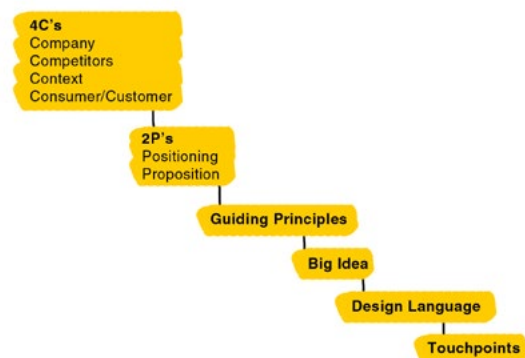 4C's
Company
Competitors
Context
Consumer/Customer
2P's
Positioning
Proposition
Guiding Principles
Big Idea
Design Language
Touchpoints